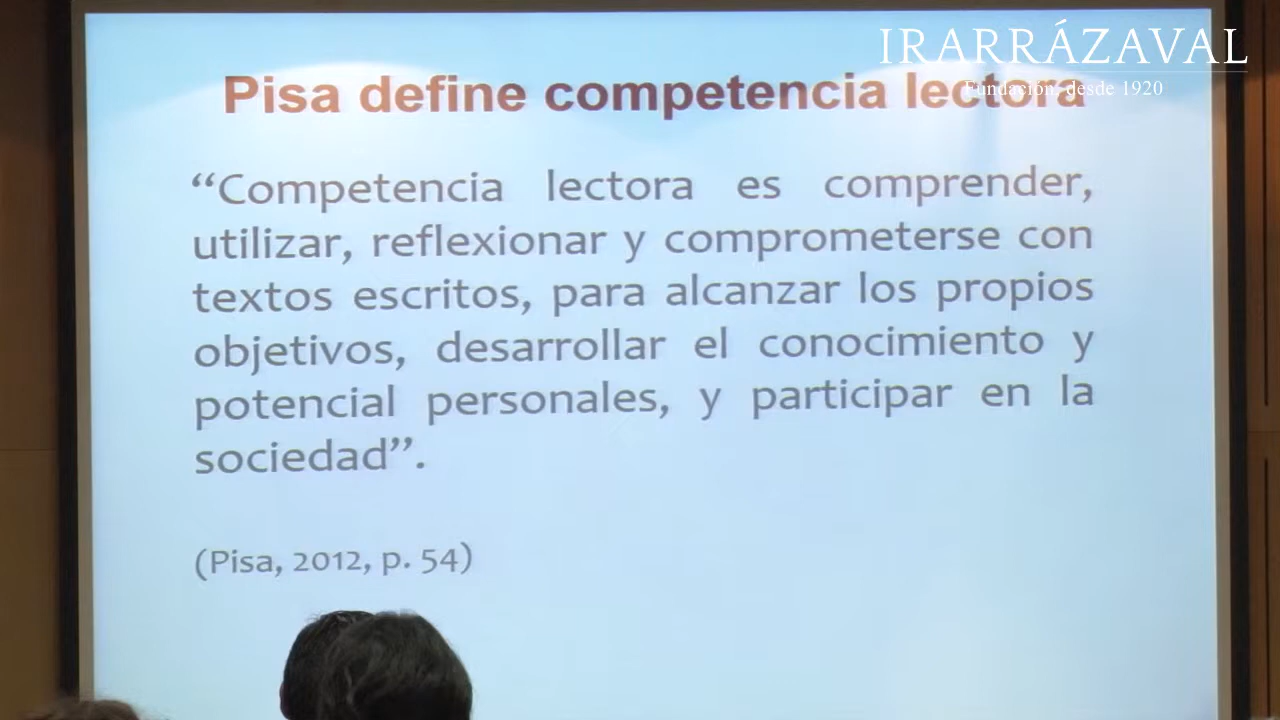 IRARRÁZAVAL
Fundación, desde 1920
Pisa define competencia lectora
“Competencia lectora es comprender,
utilizar, reflexionar y comprometerse con
textos escritos, para alcanzar los propios
objetivos, desarrollar el conocimiento y
potencial personales, y participar en la
sociedad”.
(Pisa, 2012, p. 54)